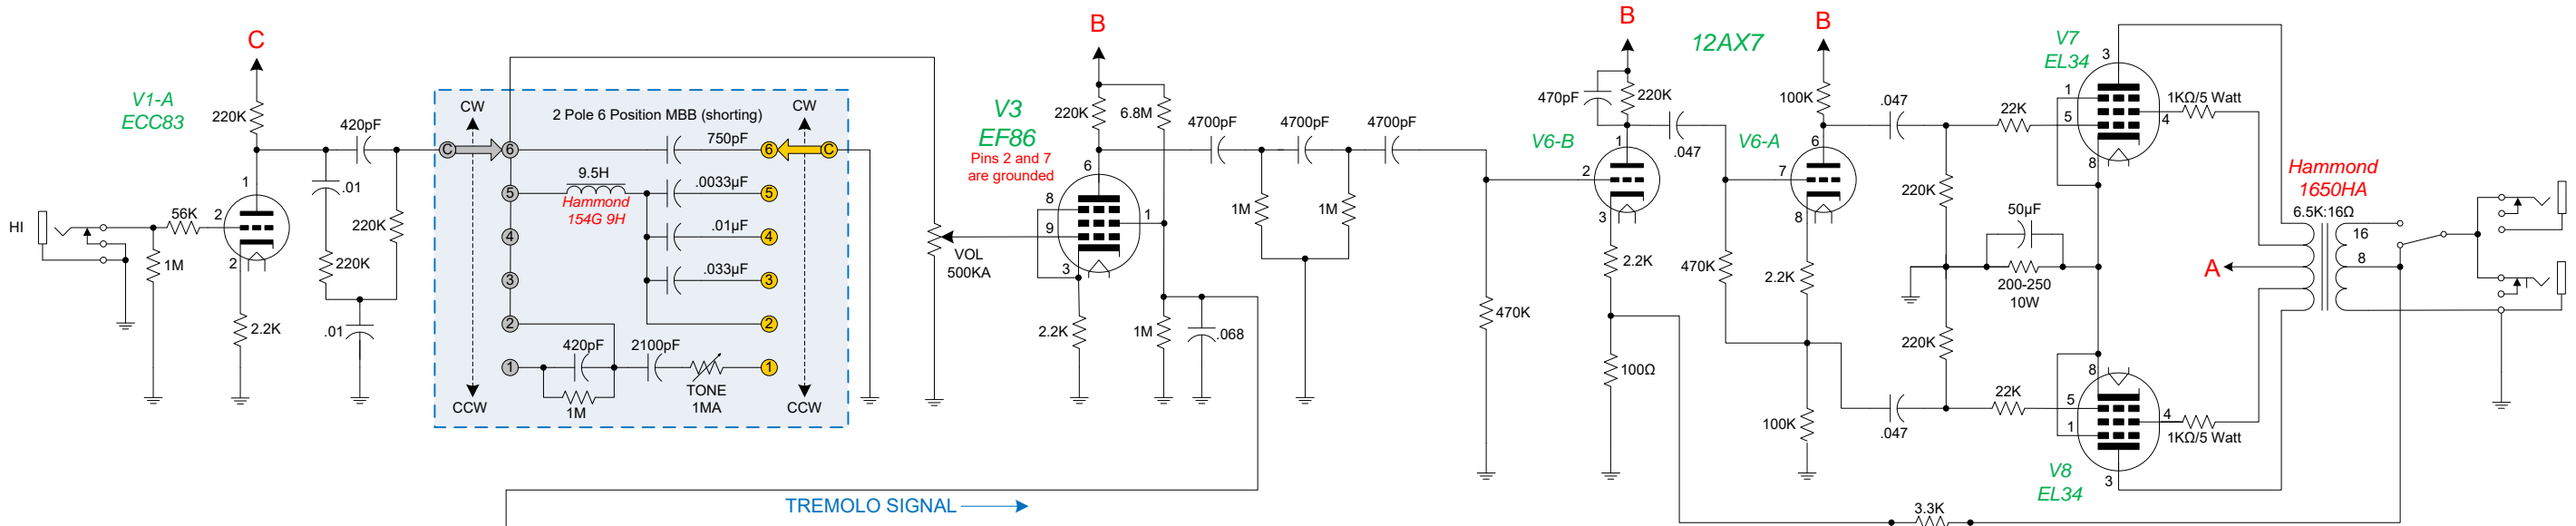 C
V1-A
ECC83
220K
420pF
1
HI
56K
2
1M
.01
220K
220K
2
2.2K
.01
CW
2 Pole 6 Position MBB (shorting)
CW
750pF
C
6
6
C
9.5H
.0033µF
5
Hammond
154G 9H
5
.01µF
4
4
.033µF
3
3
2
2
420pF
2100pF
1
1
TONE
1MA
1M
CCW
CCW
VOL
500KA
B
V3
EF86
Pins 2 and 7
are grounded
220K
6.8M
6
8
9
1
3
2.2K
1M
.068
4700pF
4700pF
4700pF
1M
1M
TREMOLO SIGNAL
470K
B
470pF
220K
V6-B
1
2
3
2.2K
100Ω
.047
12AX7
B
100K
V6-A
6
7
8
470K
2.2K
100K
.047
22K
220K
50µF
200-250
10W
220K
22K
.047
V7
EL34
3
1
5
4
8
1KΩ/5 Watt
8
5
1
4
3
1KΩ/5 Watt
V8
EL34
A
Hammond
1650HA
6.5K:16Ω
16
8
3.3K